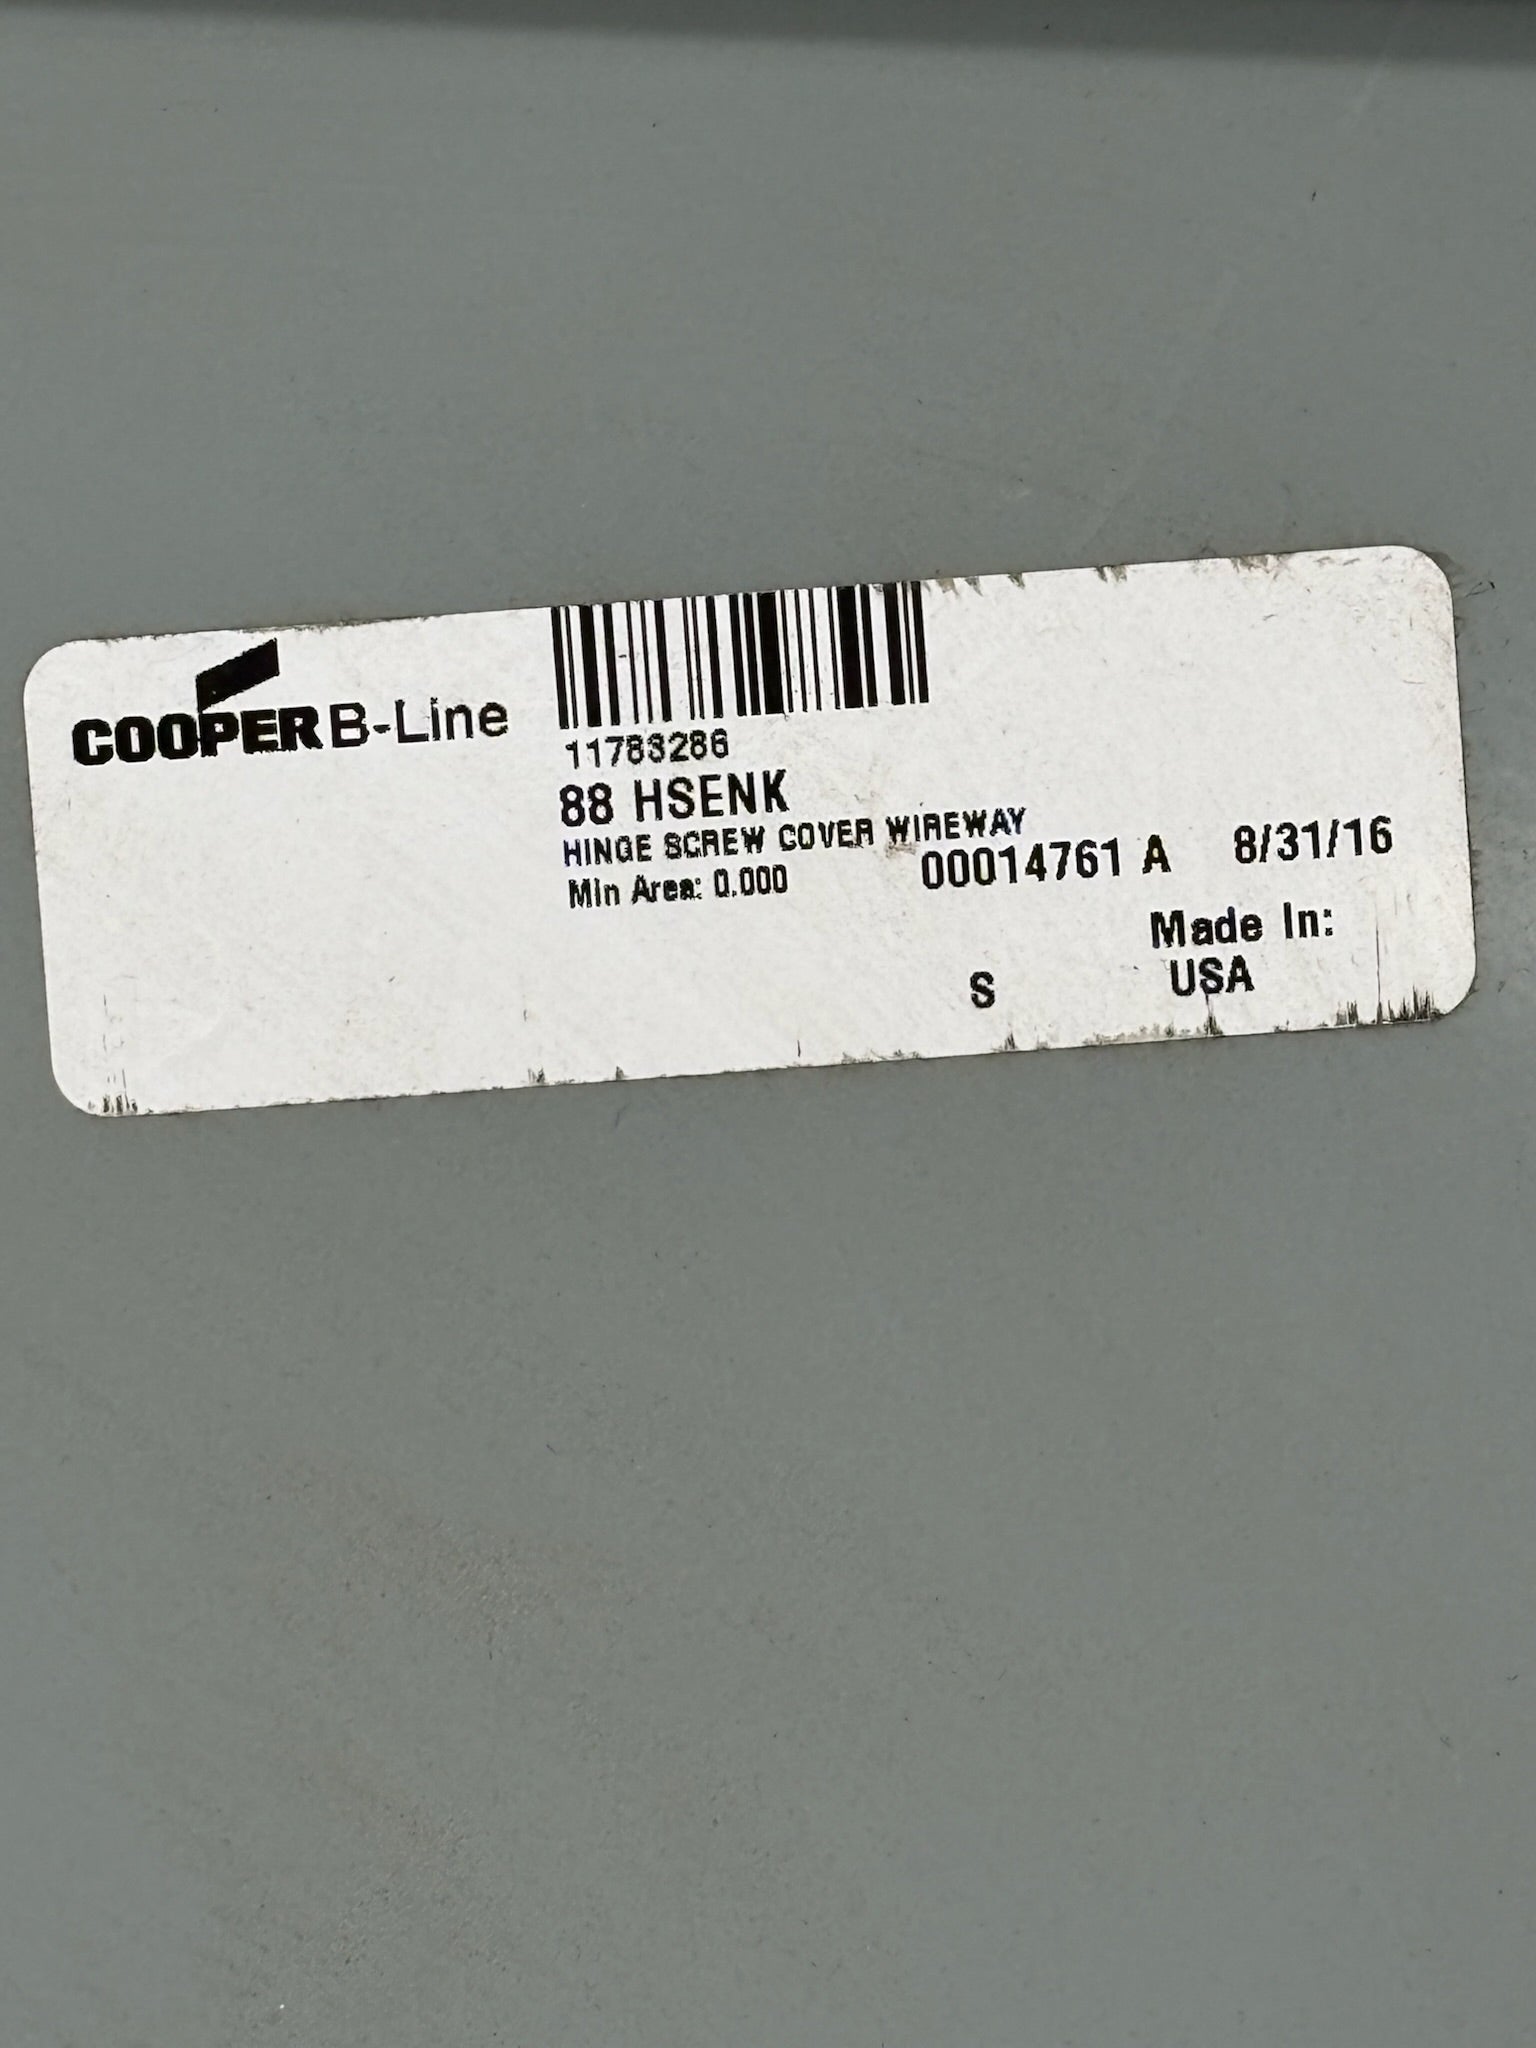 COOPER B-Line
11783286
88 HSENK
HINGE SCREW COVER WIREWAY
Min Area: 0.000
00014761 A 8/31/16
Made In:
S USA